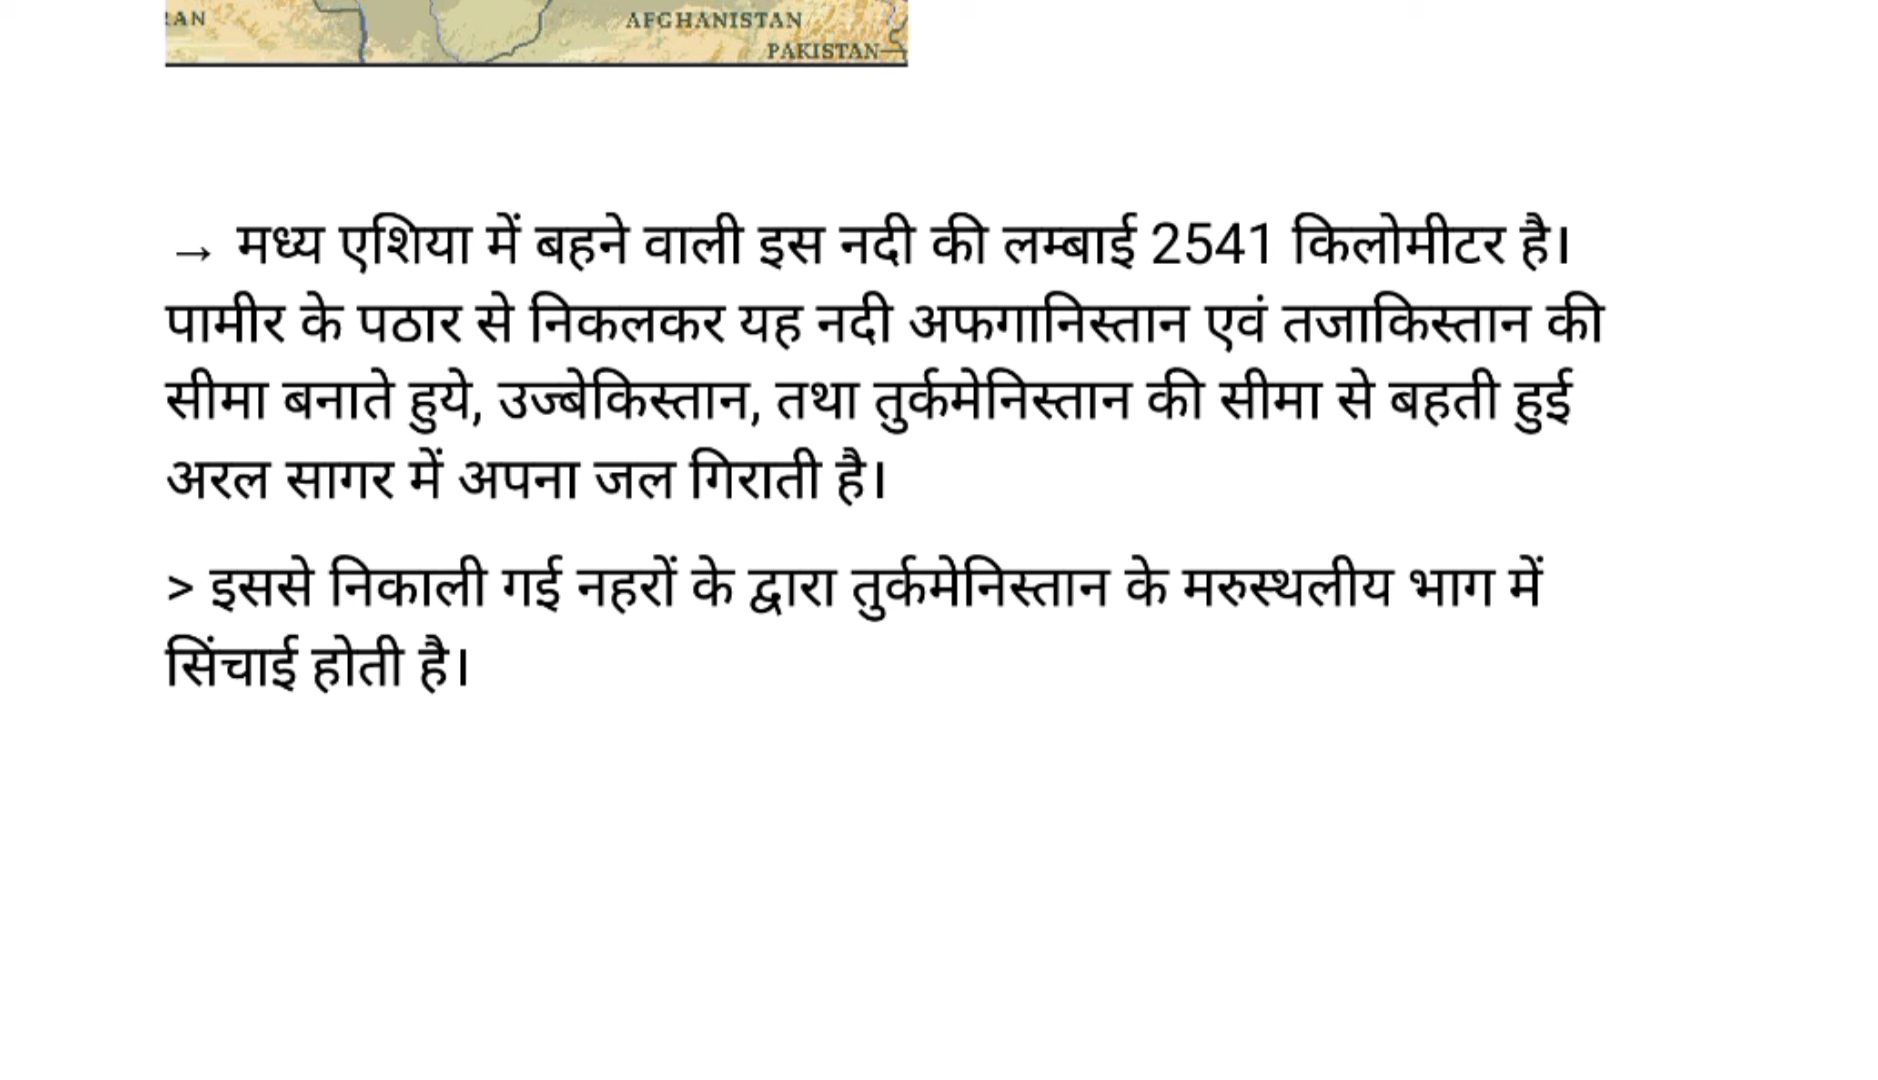 AN AFGHANISTAN
PAKISTAN
→ मध्य एशिया में बहने वाली इस नदी की लम्बाई 2541 किलोमीटर है।
पामीर के पठार से निकलकर यह नदी अफगानिस्तान एवं तजाकिस्तान की
सीमा बनाते हुये, उज्बेकिस्तान, तथा तुर्कमेनिस्तान की सीमा से बहती हुई
अरल सागर में अपना जल गिराती है।
> इससे निकाली गई नहरों के द्वारा तुर्कमेनिस्तान के मरुस्थलीय भाग में
सिंचाई होती है।